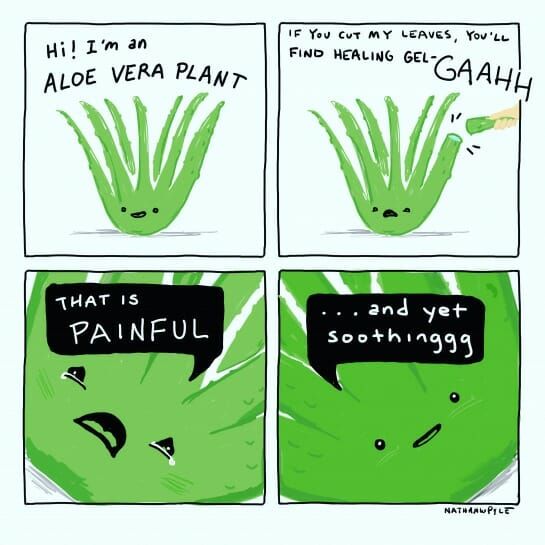 Hi! I'm an
ALOE VERA PLANT
IF YOU CUT MY LEAVES, YOU'LL
FIND HEALING GEL-
GAAHH
THAT IS
PAINFUL
... and yet
soothinggg
NATHANWPYLE